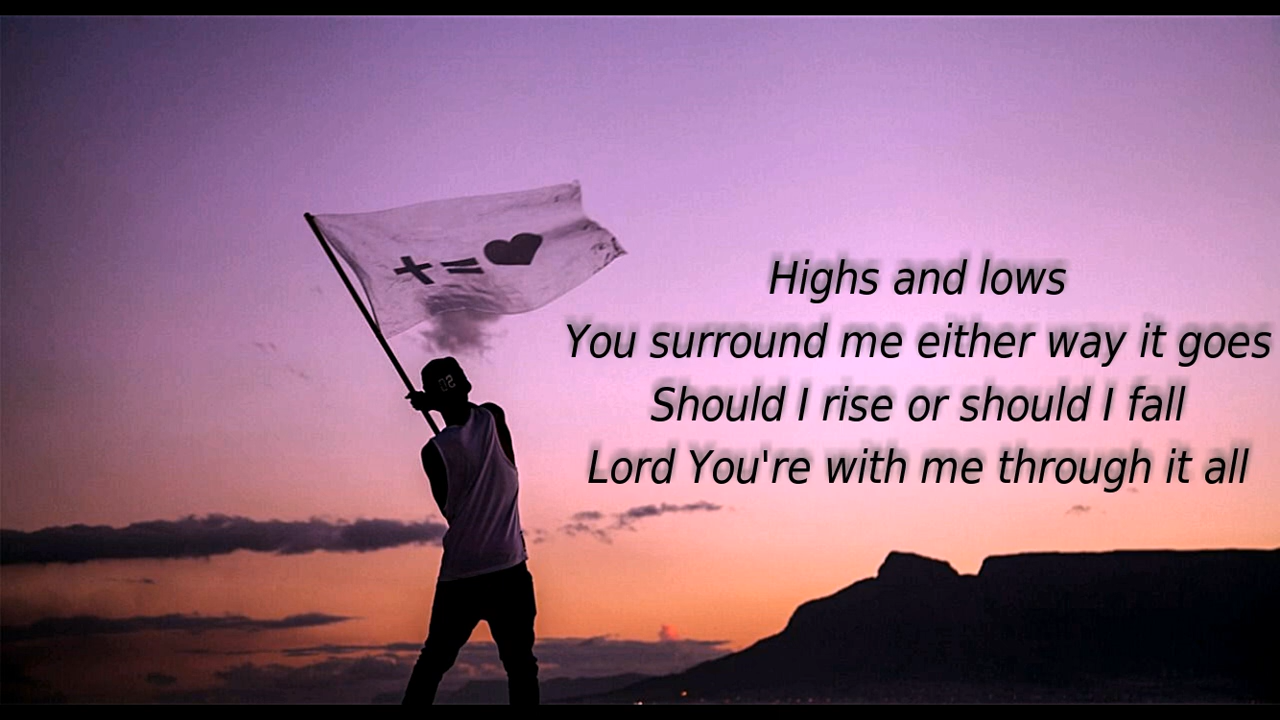 +=♥
Highs and lows
You surround me either way it goes
Should I rise or should I fall
Lord You're with me through it all